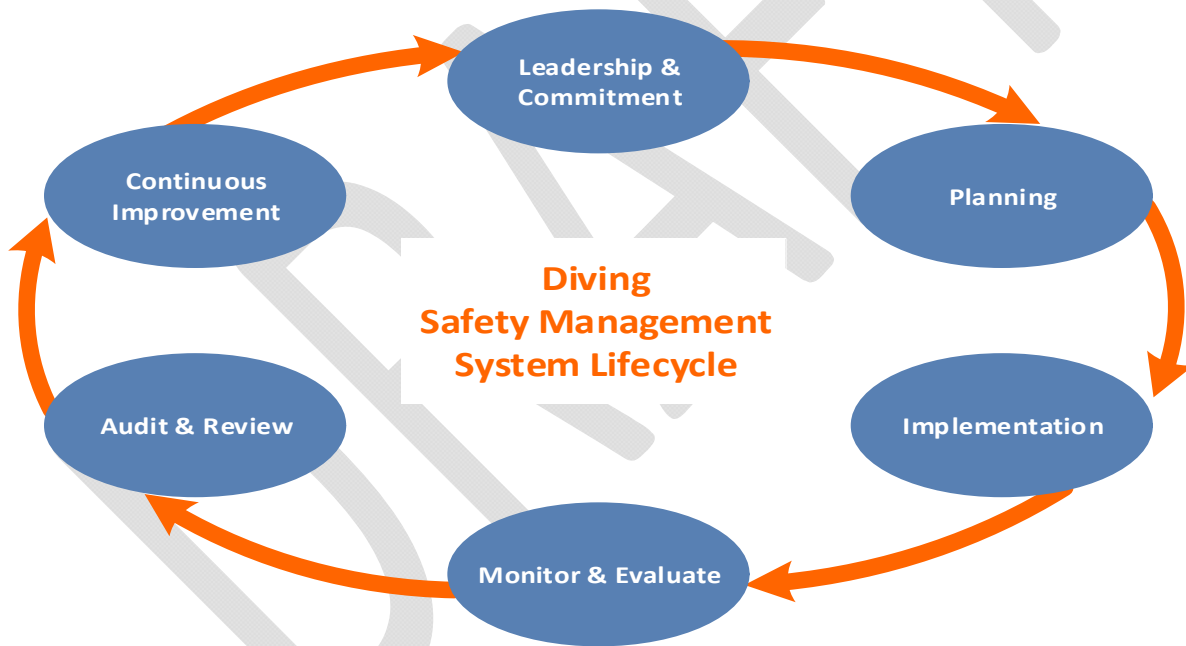 Leadership &
Commitment
Planning
Implementation
Monitor & Evaluate
Audit & Review
Continuous
Improvement
Diving
Safety Management
System Lifecycle